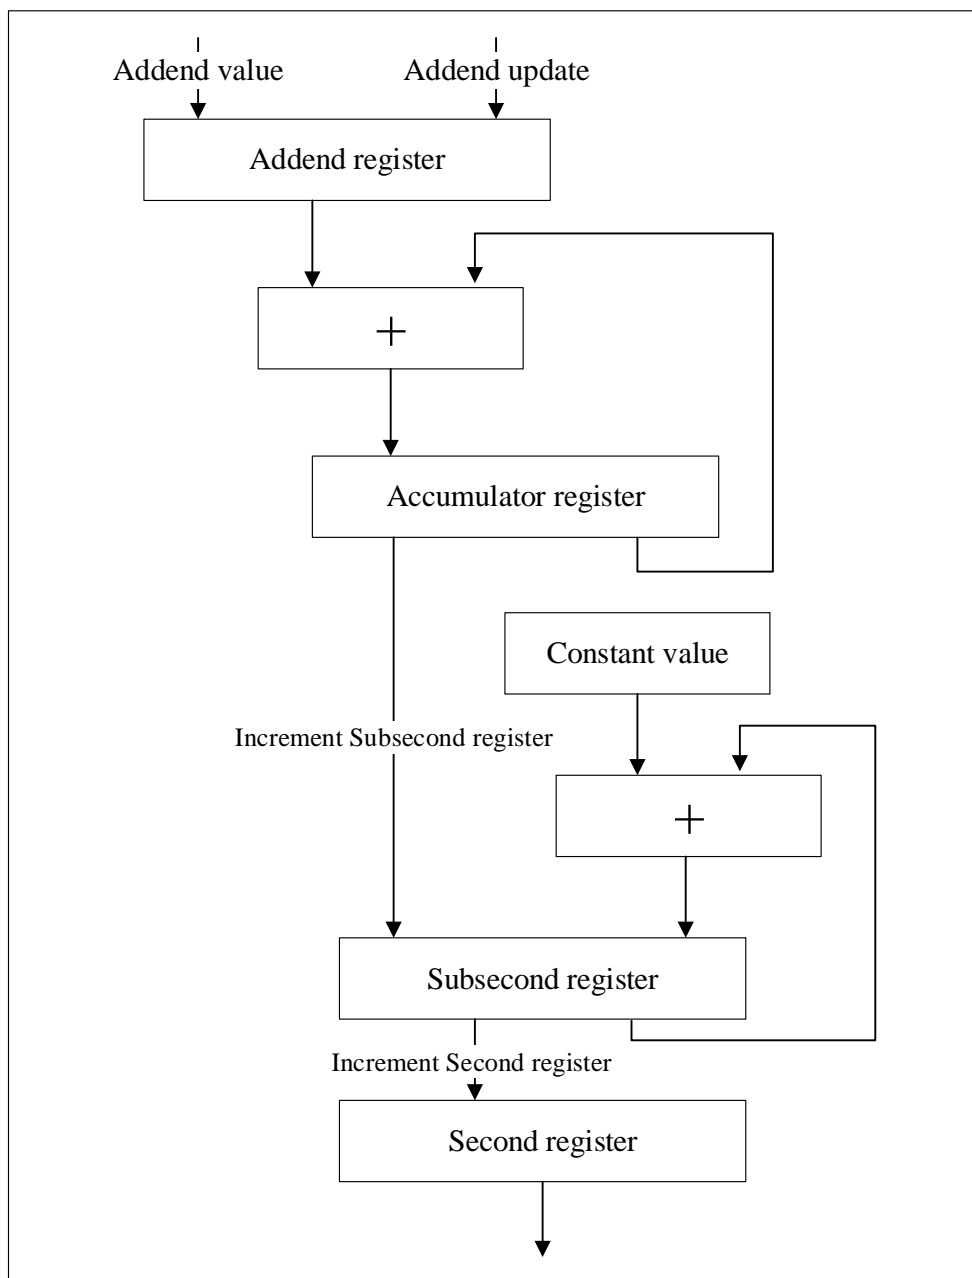 Addend value
Addend update
Addend register
+
Accumulator register
Constant value
Increment Subsecond register
+
Subsecond register
Increment Second register
Second register